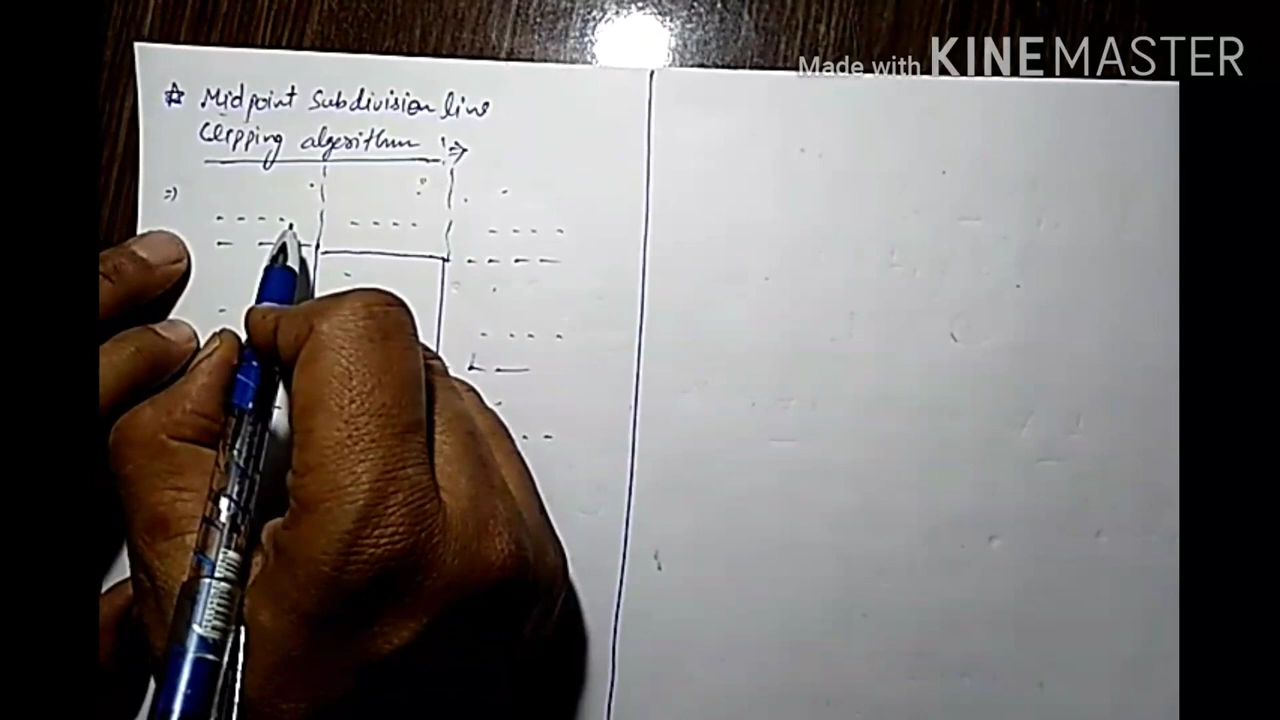 Made with KINEMASTER
☆ Midpoint Subdivision line
Clipping algorithm :⇒
⇒)